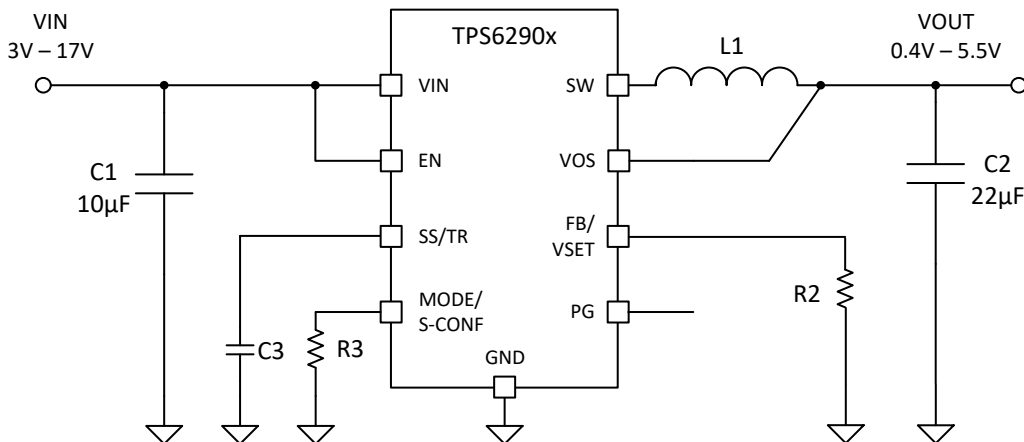 VIN
3V – 17V
TPS6290x
L1
VOUT
0.4V – 5.5V
VIN
SW
EN
VOS
C1
10µF
C2
22µF
SS/TR
FB/
VSET
MODE/
S-CONF
PG
R2
C3
R3
GND